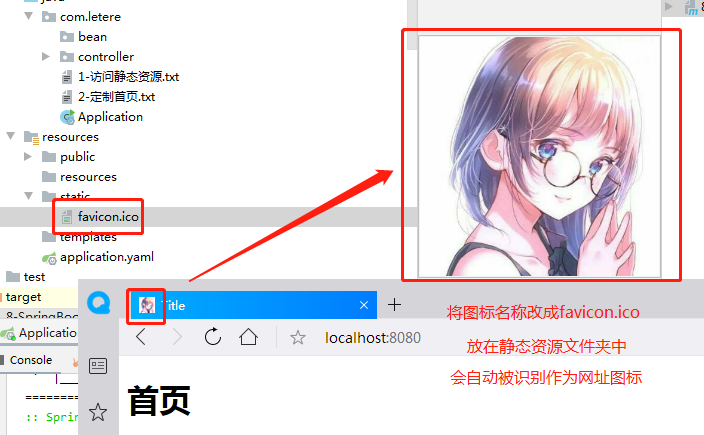 com.letere
bean
controller
1-访问静态资源.txt
2-定制首页.txt
Application
resources
public
resources
static
favicon.ico
templates
application.yaml
test
target
8-SpringBoo
Application
Console
Title
localhost:8080
首页
:: Spri
将图标名称改成favicon.ico
放在静态资源文件夹中
会自动被识别作为网址图标